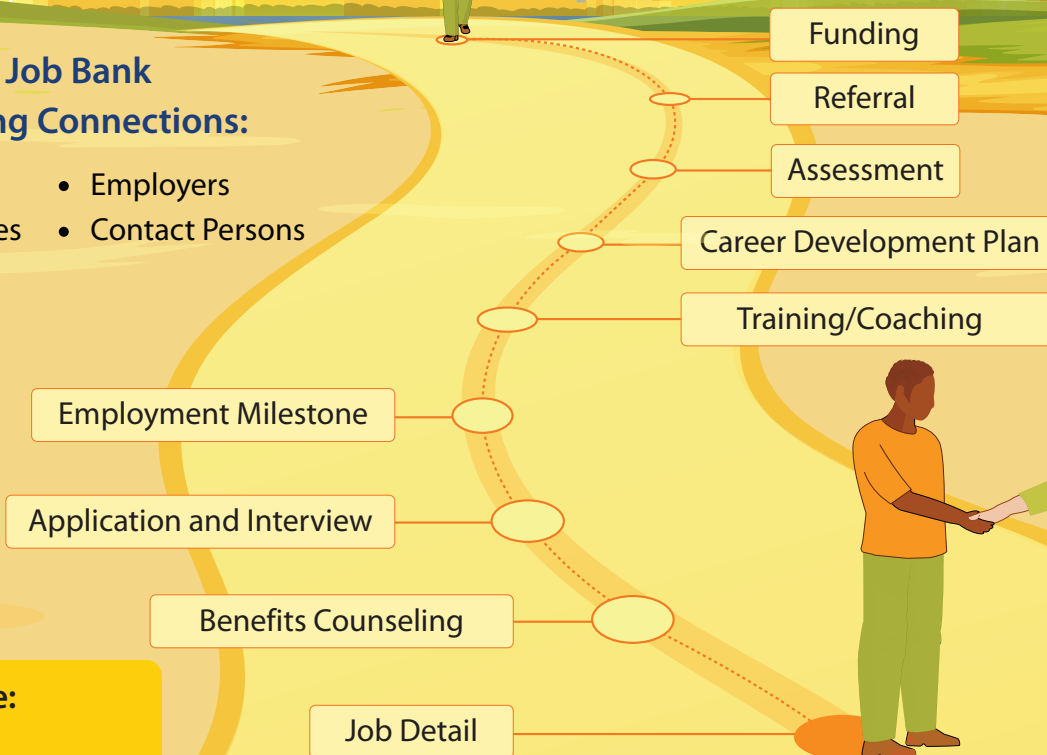 Job Bank
ng Connections:
• Employers
es • Contact Persons
Funding
Referral
Assessment
Career Development Plan
Training/Coaching
Employment Milestone
Application and Interview
Benefits Counseling
Job Detail
e: